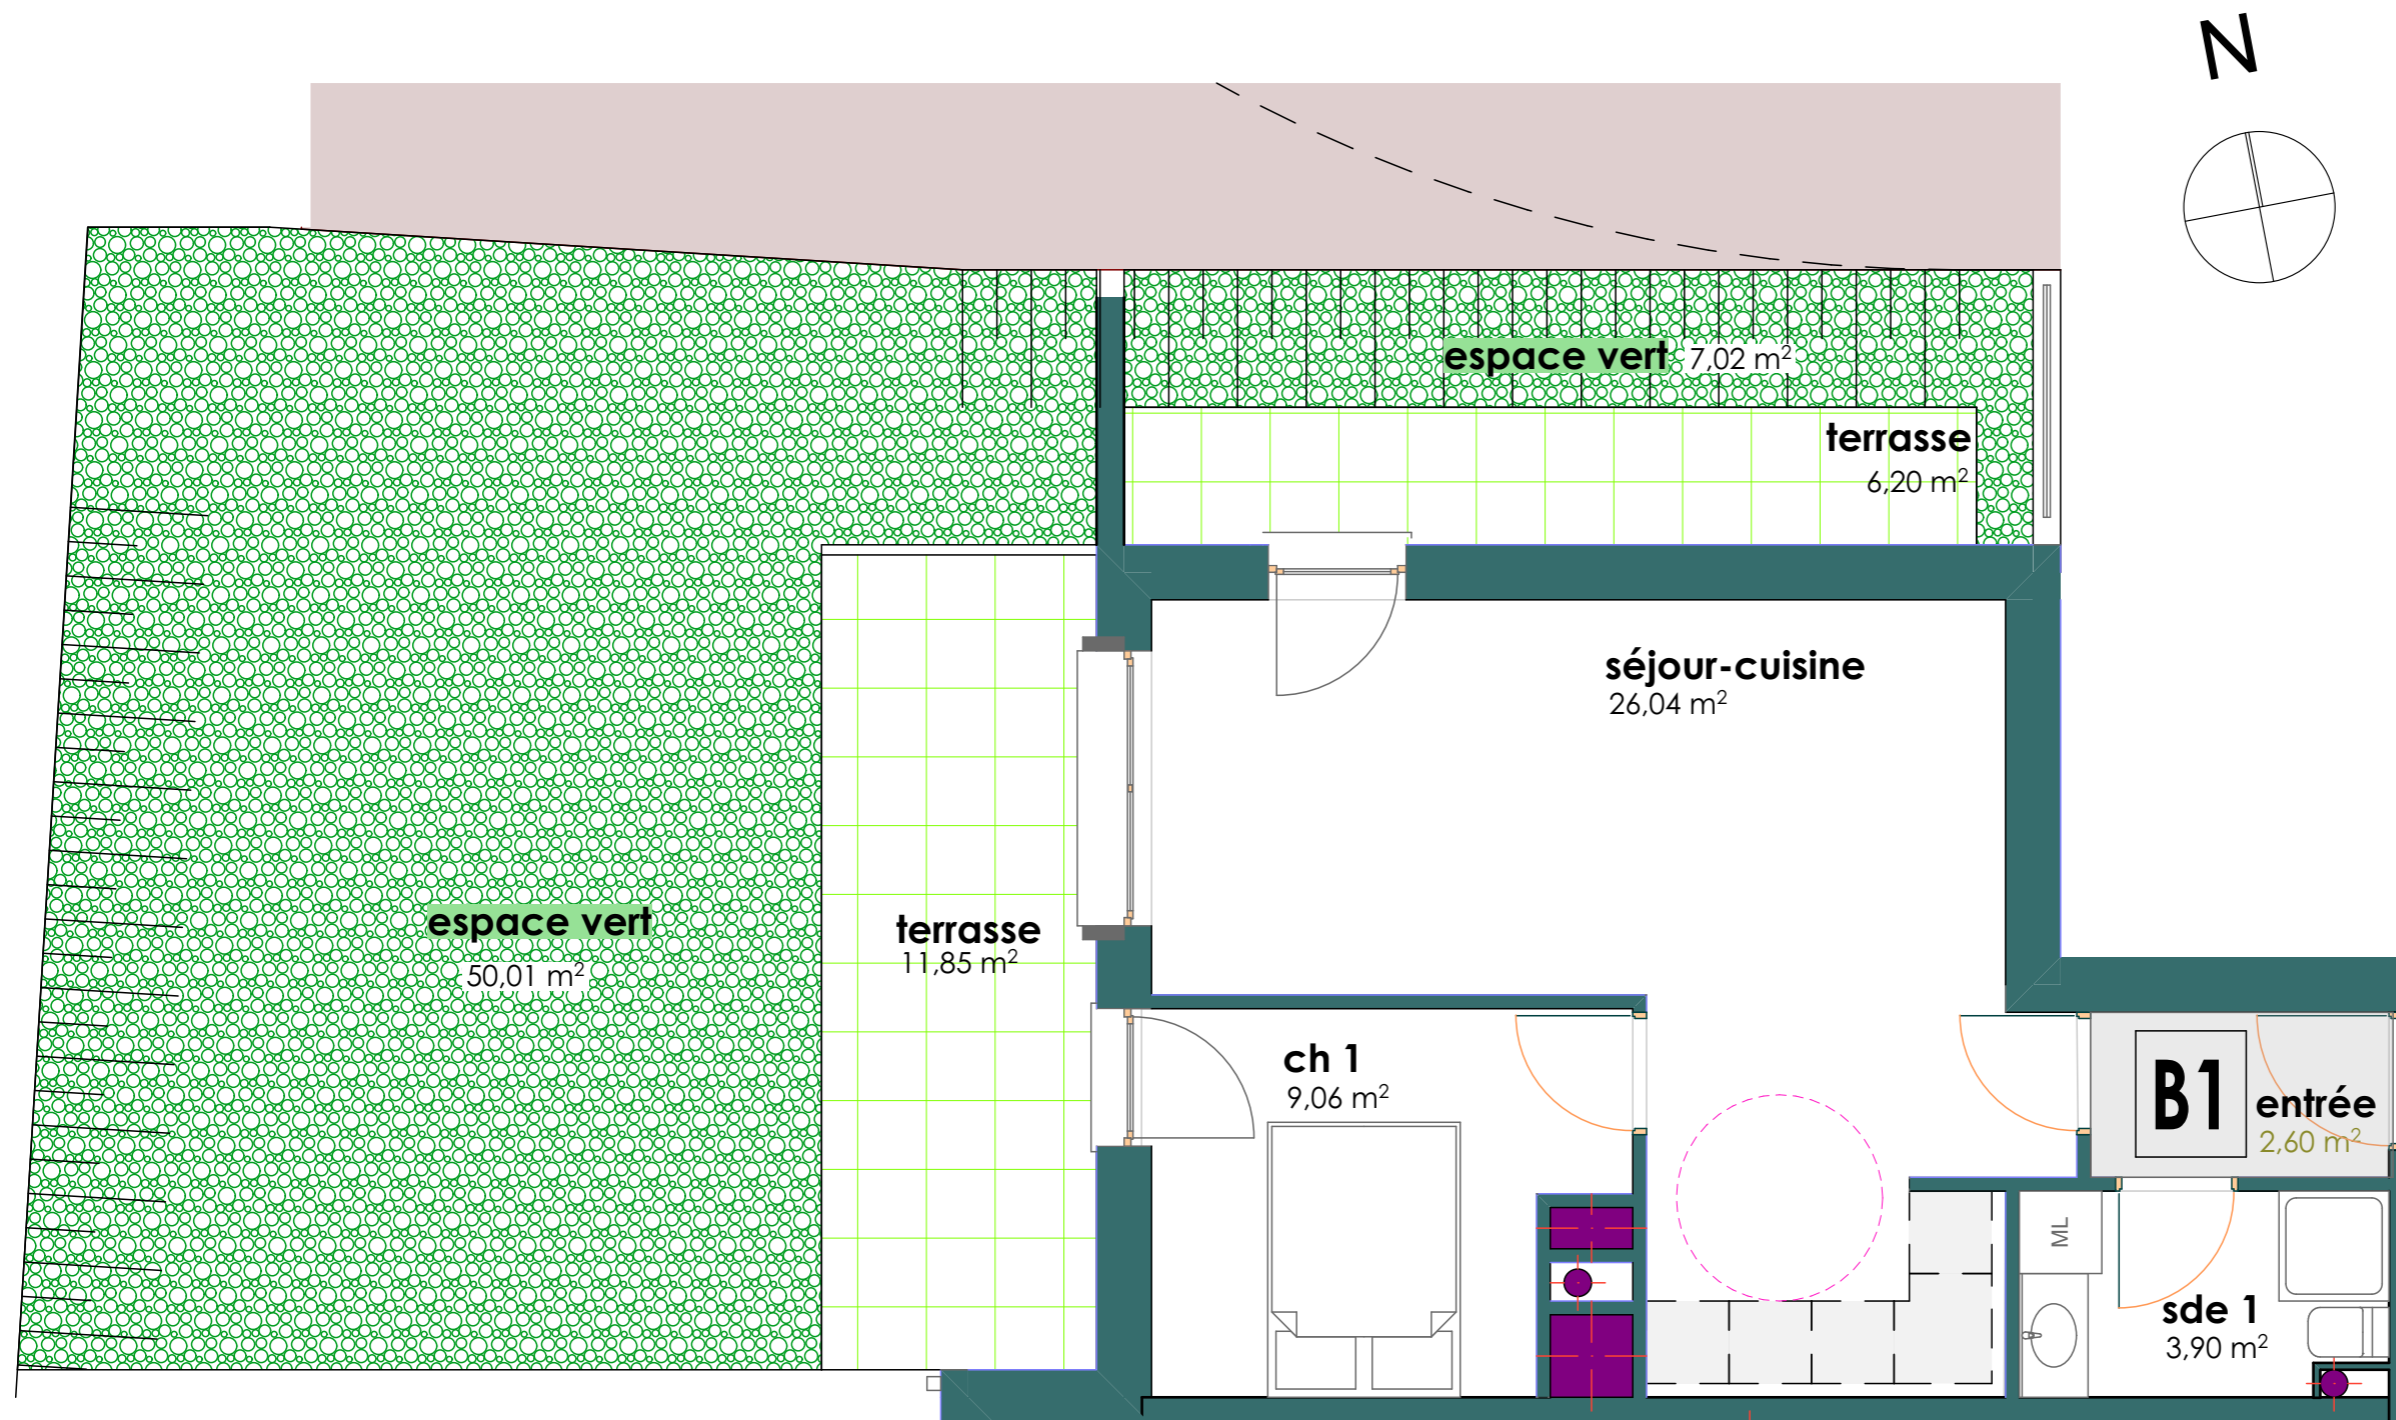 N
espace vert 7,02 m²
terrasse
6,20 m²
séjour-cuisine
26,04 m²
espace vert
50,01 m²
terrasse
11,85 m²
ch 1
9,06 m²
B1
entrée
2,60 m²
ML
sde 1
3,90 m²